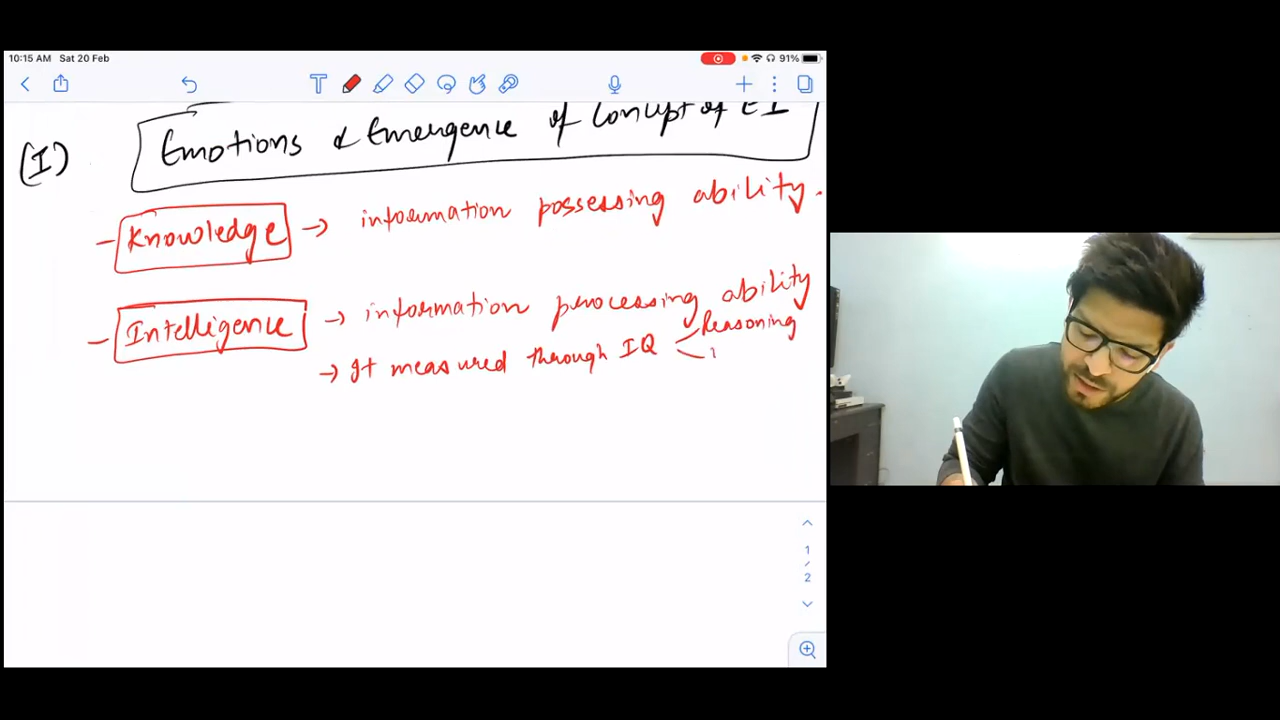 10:15 AM Sat 20 Feb
91%
(I) Emotions & Emergence of Concept of EI
- Knowledge → information possessing ability.
- Intelligence → information processing ability
→ It measured through IQ
Reasoning
1
2